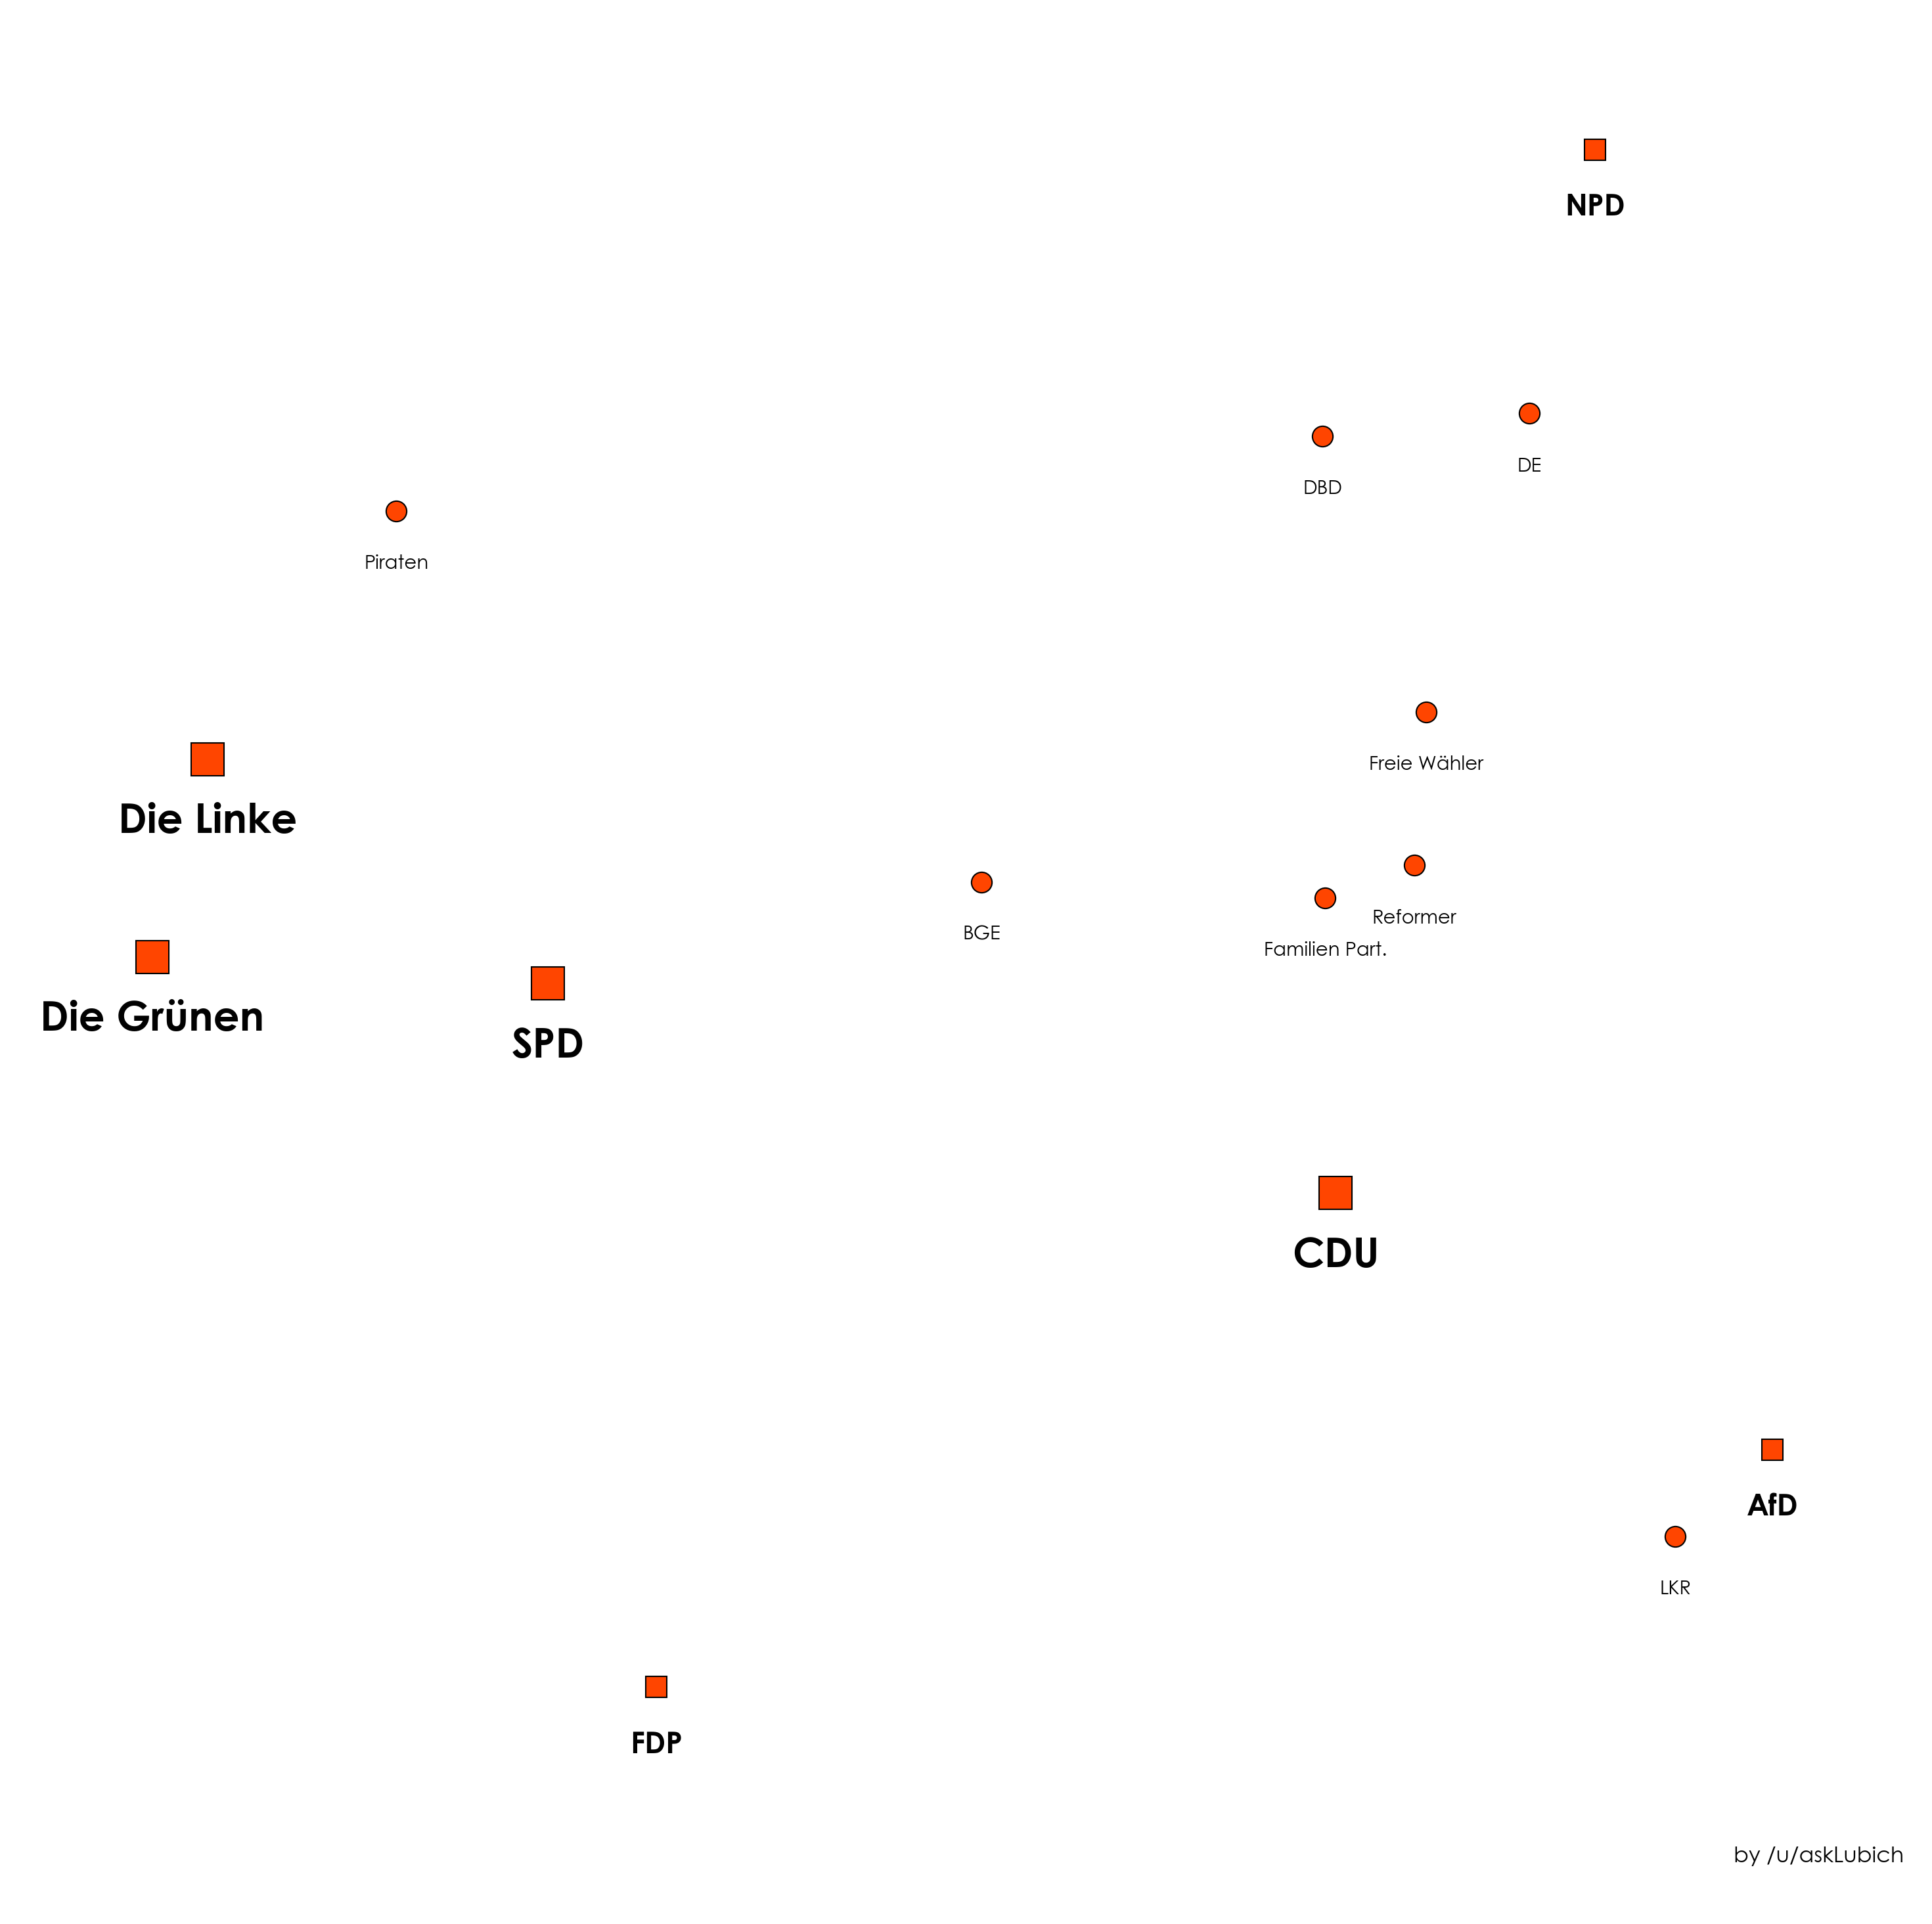 NPD
DE
DBD
Piraten
Freie Wähler
Die Linke
Reformer
BGE
Familien Part.
Die Grünen
SPD
CDU
AfD
LKR
FDP
by /u/askLubich